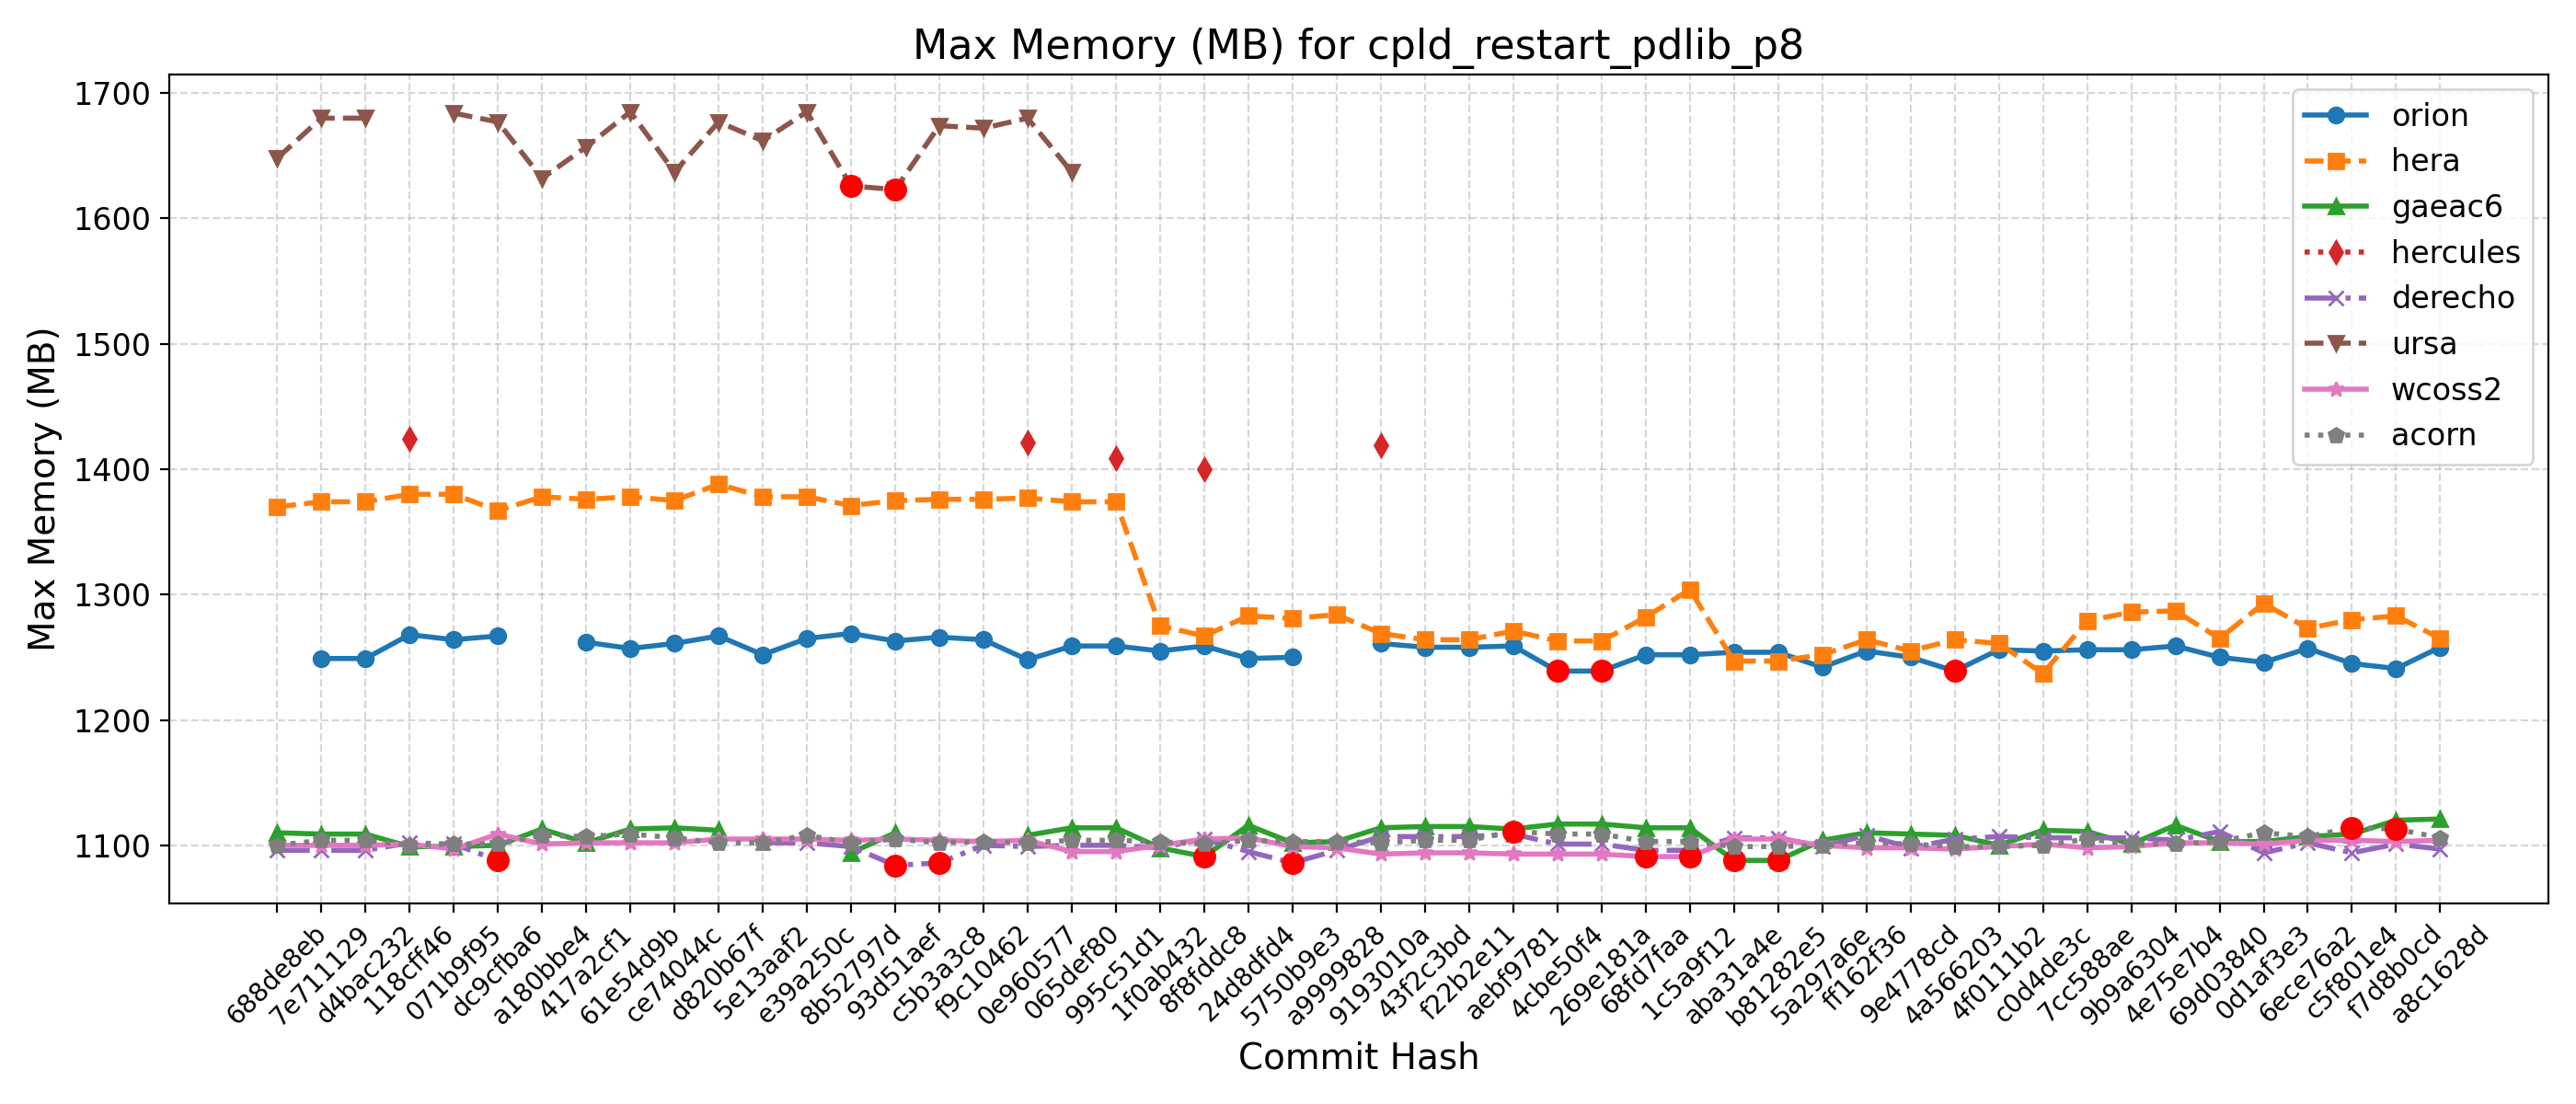 Max Memory (MB) for cpld_restart_pdlib_p8
Max Memory (MB)
1700
1600
1500
1400
1300
1200
1100
orion
hera
gaeac6
hercules
derecho
ursa
wcoss2
acorn
688de8eb
7e711129
d4bac232
118cff46
071b9f95
dc9cfba6
a180bbe4
417a2cf1
61e54d9b
ce74044c
d820b67f
5e13aaf2
e39a250c
8b52797d
93d51aef
c5b3a3c8
f9c10462
0e960577
065def80
995c51d1
1f0ab432
8f8fddc8
24d8dfd4
5750b9e3
a9999828
9193010a
43f2c3bd
f22b2e11
aebf9781
4cbe50f4
269e181a
68fd7faa
1c5a9f12
aba31a4e
b81282e5
5a297a6e
ff162f36
9e4778cd
4a566203
4f0111b2
c0d4de3c
7cc588ae
9b9a6304
4e75e7b4
69d03840
0d1af3e3
6ece76a2
c5f801e4
f7d8b0cd
a8c1628d
Commit Hash